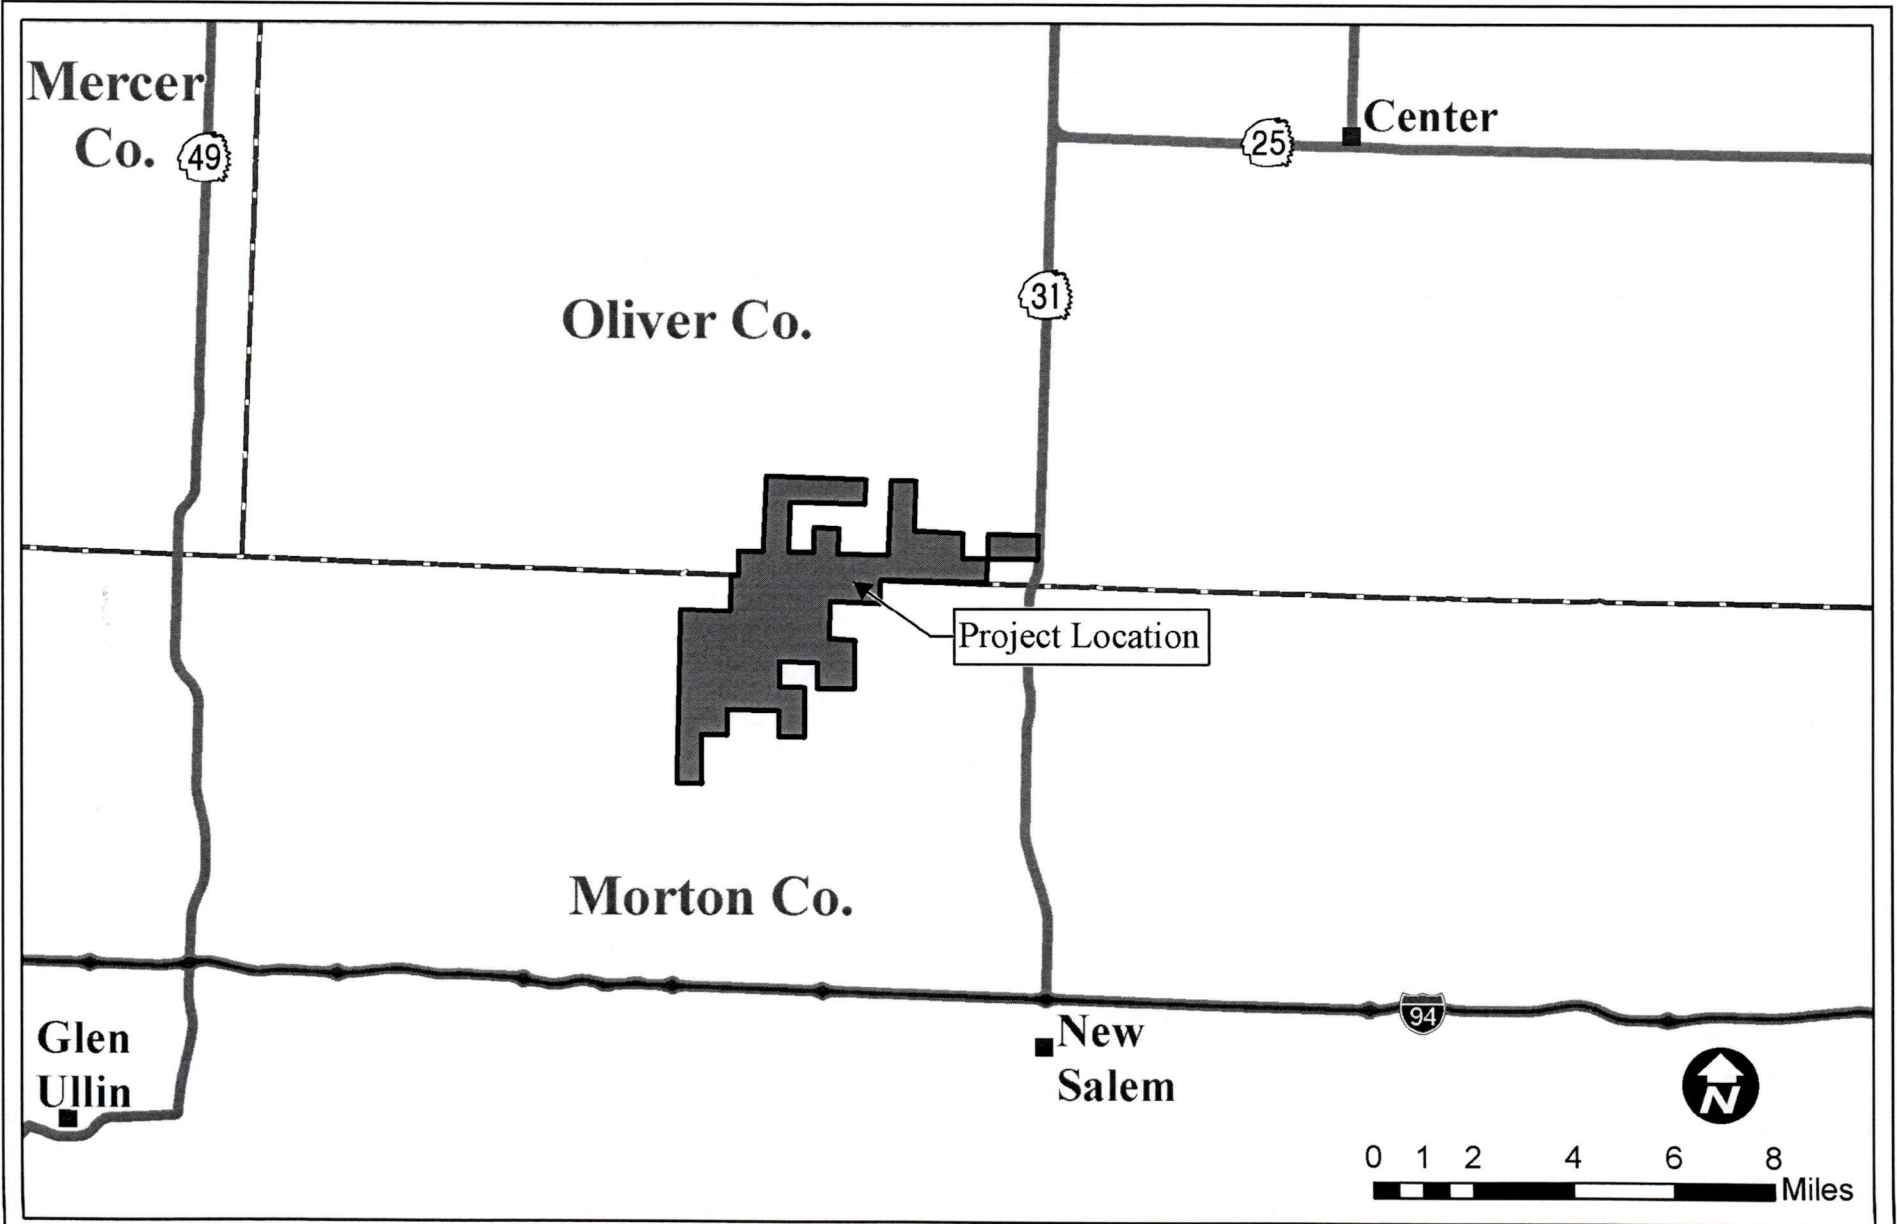 Mercer
Co.
49
Center
25
31
Oliver Co.
Project Location
Morton Co.
94
Glen
Ullin
New
Salem
N
0 1 2 4 6 8
Miles